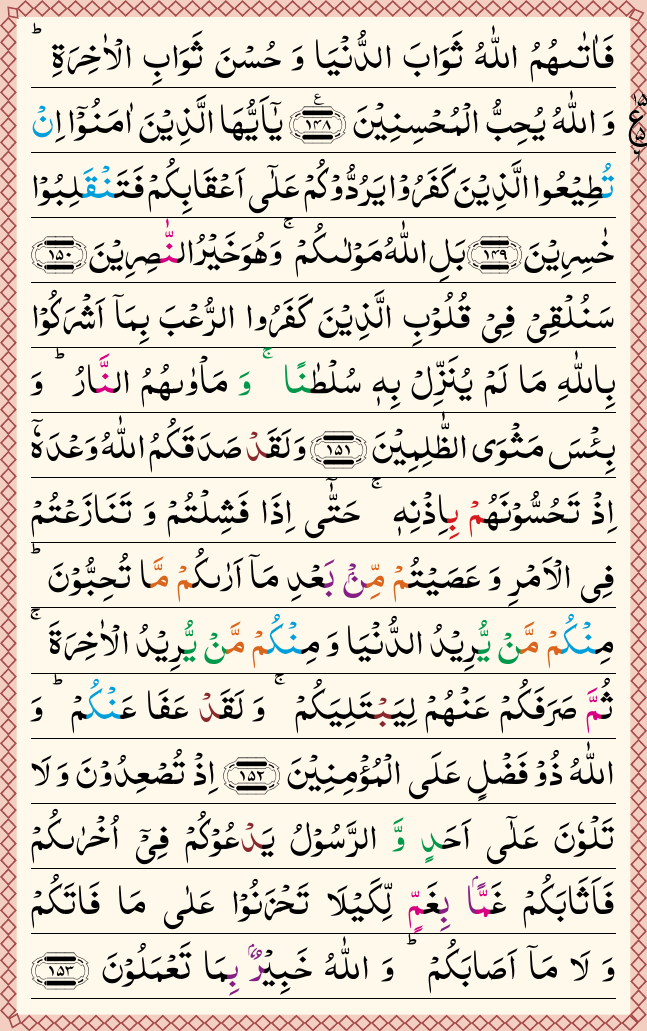 فَاٰتٰىهُمُ اللّٰهُ ثَوَابَ الدُّنْيَا وَ حُسْنَ ثَوَابِ الْاٰخِرَةِ ؕ
وَ اللّٰهُ يُحِبُّ الْمُحْسِنِيْنَ ﴿۱۴۸﴾ يٰۤاَيُّهَا الَّذِيْنَ اٰمَنُوْۤا اِنْ
تُطِيْعُوا الَّذِيْنَ كَفَرُوْا يَرُدُّوْكُمْ عَلٰۤى اَعْقَابِكُمْ فَتَنْقَلِبُوْا
خٰسِرِيْنَ ﴿۱۴۹﴾ بَلِ اللّٰهُ مَوْلٰىكُمْ ۚ وَ هُوَ خَيْرُ النّٰصِرِيْنَ ﴿۱۵۰﴾
سَنُلْقِيْ فِيْ قُلُوْبِ الَّذِيْنَ كَفَرُوا الرُّعْبَ بِمَاۤ اَشْرَكُوْا
بِاللّٰهِ مَا لَمْ يُنَزِّلْ بِهٖ سُلْطٰنًا ۚ وَ مَاْوٰىهُمُ النَّارُ ؕ وَ
بِئْسَ مَثْوَى الظّٰلِمِيْنَ ﴿۱۵۱﴾ وَ لَقَدْ صَدَقَكُمُ اللّٰهُ وَعْدَهٗۤ
اِذْ تَحُسُّوْنَهُمْ بِاِذْنِهٖ ۚ حَتّٰۤى اِذَا فَشِلْتُمْ وَ تَنَازَعْتُمْ
فِى الْاَمْرِ وَ عَصَيْتُمْ مِّنْۢ بَعْدِ مَاۤ اَرٰىكُمْ مَّا تُحِبُّوْنَ ؕ
مِنْكُمْ مَّنْ يُّرِيْدُ الدُّنْيَا وَ مِنْكُمْ مَّنْ يُّرِيْدُ الْاٰخِرَةَ ۚ
ثُمَّ صَرَفَكُمْ عَنْهُمْ لِيَبْتَلِيَكُمْ ۚ وَ لَقَدْ عَفَا عَنْكُمْ ؕ وَ
اللّٰهُ ذُوْ فَضْلٍ عَلَى الْمُؤْمِنِيْنَ ﴿۱۵۲﴾ اِذْ تُصْعِدُوْنَ وَ لَا
تَلْوٗنَ عَلٰۤى اَحَدٍ وَّ الرَّسُوْلُ يَدْعُوْكُمْ فِيْۤ اُخْرٰىكُمْ
فَاَثَابَكُمْ غَمًّۢا بِغَمٍّ لِّكَيْلَا تَحْزَنُوْا عَلٰى مَا فَاتَكُمْ
وَ لَا مَاۤ اَصَابَكُمْ ؕ وَ اللّٰهُ خَبِيْرٌۢ بِمَا تَعْمَلُوْنَ ﴿۱۵۳﴾